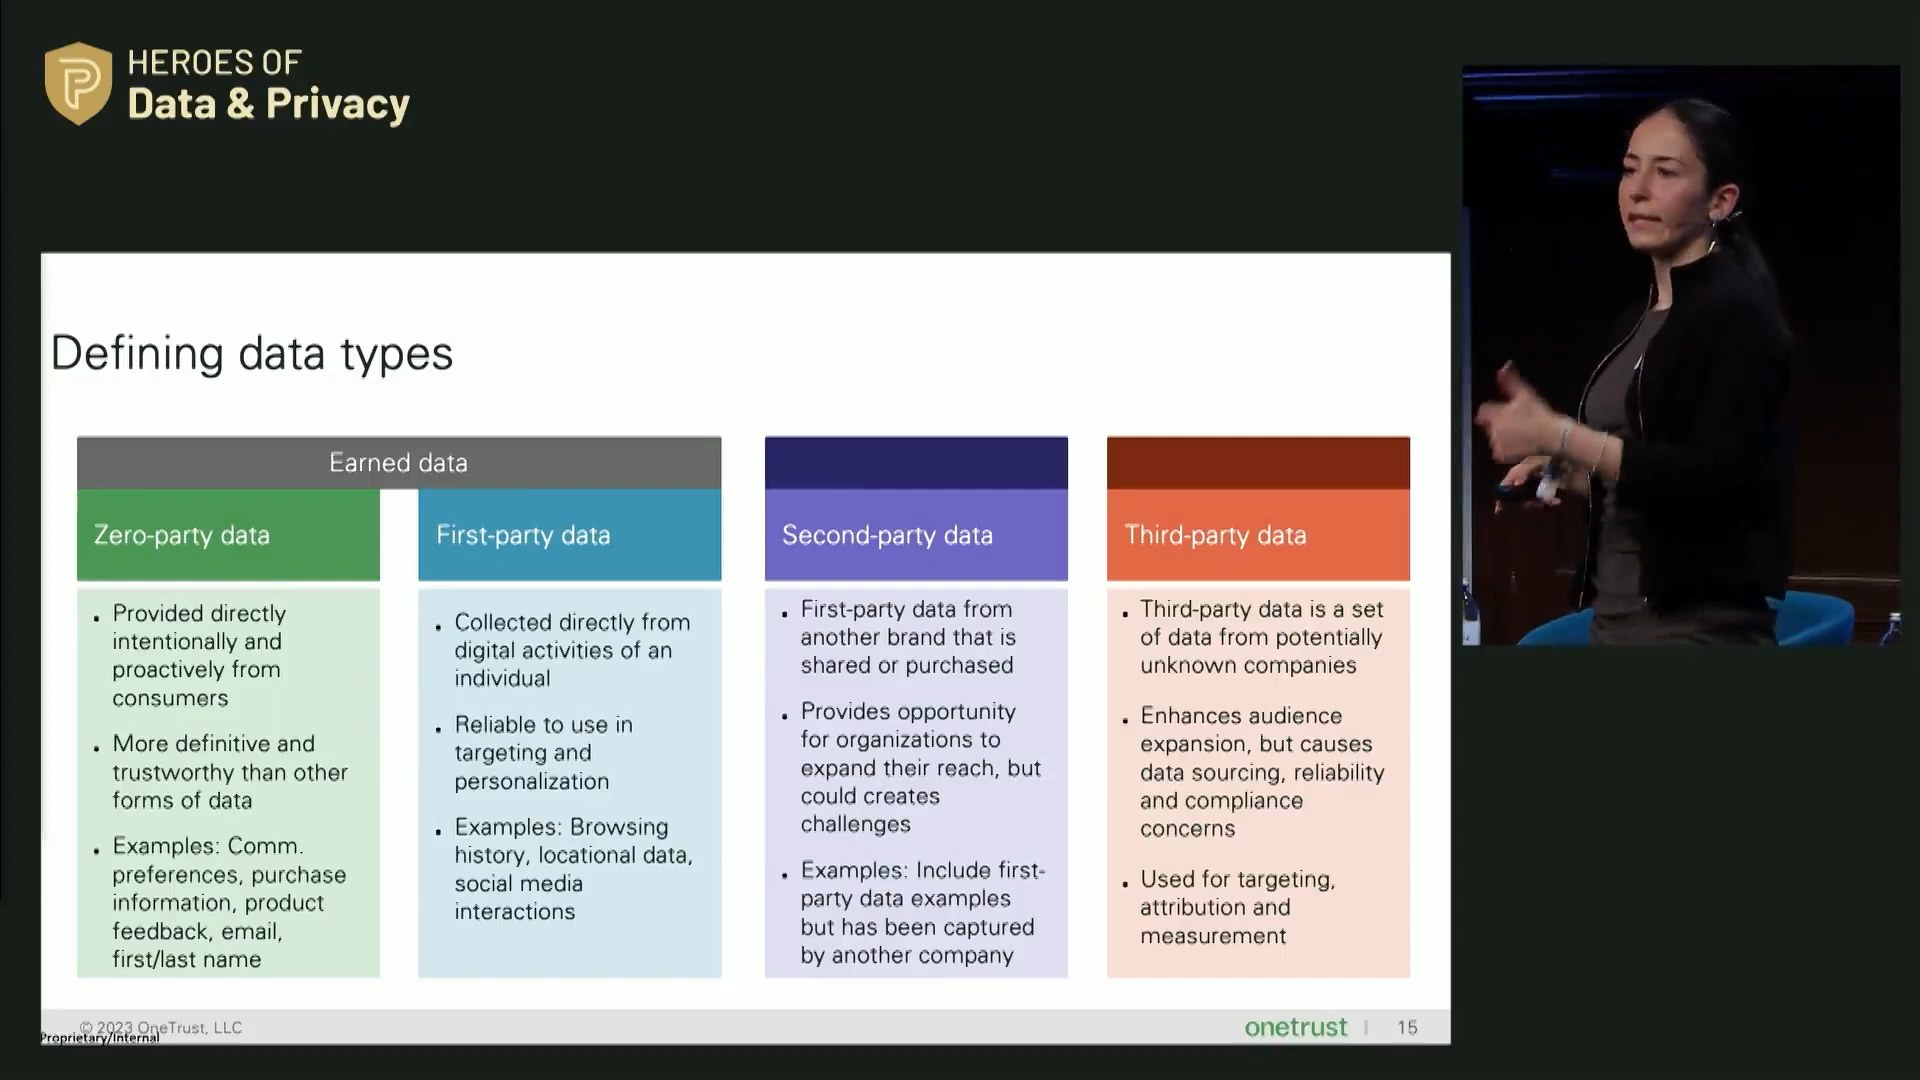 HEROES OF
Data & Privacy
Defining data types
Earned data
Zero-party data
Provided directly
intentionally and
proactively from
consumers
More definitive and
trustworthy than other
forms of data
Examples: Comm.
preferences, purchase
information, product
feedback, email,
first/last name
First-party data
Collected directly from
digital activities of an
individual
Reliable to use in
targeting and
personalization
Examples: Browsing
history, locational data,
social media
interactions
Second-party data
First-party data from
another brand that is
shared or purchased
Provides opportunity
for organizations to
expand their reach, but
could creates
challenges
Examples: Include first-
party data examples
but has been captured
by another company
Third-party data
Third-party data is a set
of data from potentially
unknown companies
Enhances audience
expansion, but causes
data sourcing, reliability
and compliance
concerns
Used for targeting,
attribution and
measurement
© 2023 OneTrust, LLC
Proprietary/Internal
onetrust | 15